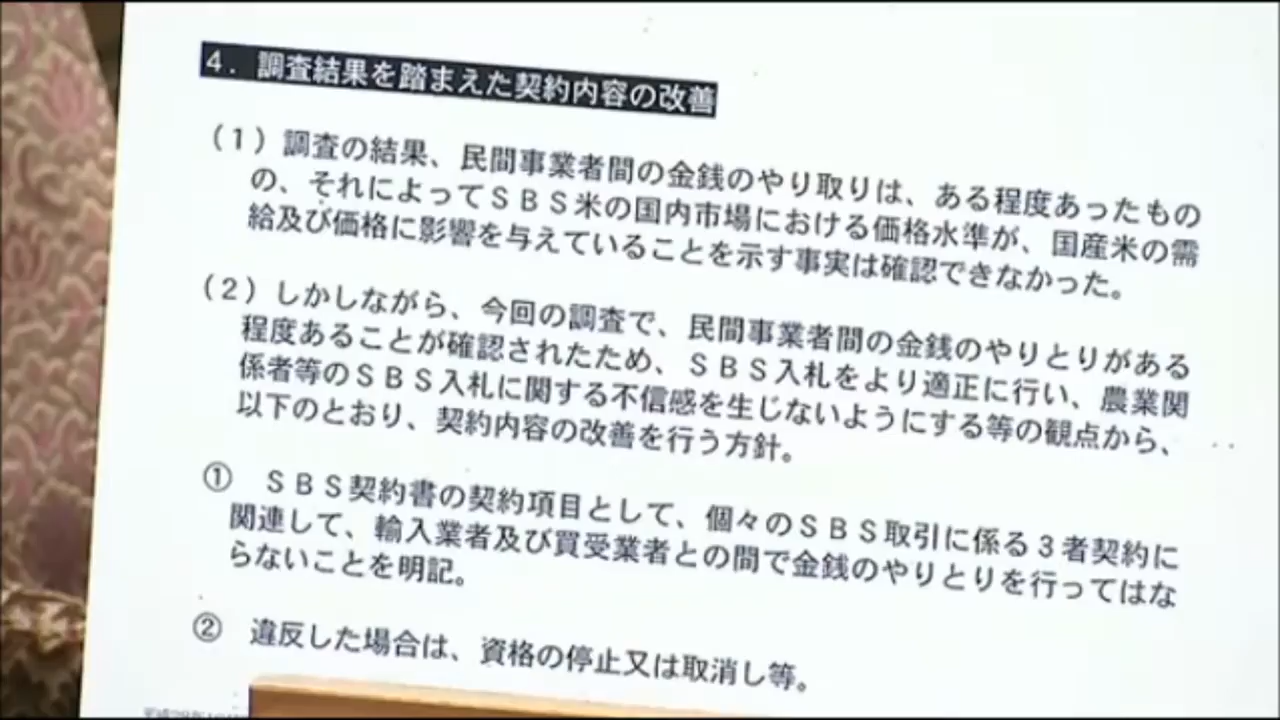 ４．調査結果を踏まえた契約内容の改善
（１）調査の結果、民間事業者間の金銭のやり取りは、ある程度あったもの
の、それによってＳＢＳ米の国内市場における価格水準が、国産米の需
給及び価格に影響を与えていることを示す事実は確認できなかった。
（２）しかしながら、今回の調査で、民間事業者間の金銭のやりとりがある
程度あることが確認されたため、ＳＢＳ入札をより適正に行い、農業関
係者等のＳＢＳ入札に関する不信感を生じないようにする等の観点から、
以下のとおり、契約内容の改善を行う方針。
①　ＳＢＳ契約書の契約項目として、個々のＳＢＳ取引に係る３者契約に
関連して、輸入業者及び買受業者との間で金銭のやりとりを行ってはな
らないことを明記。
②　違反した場合は、資格の停止又は取消し等。